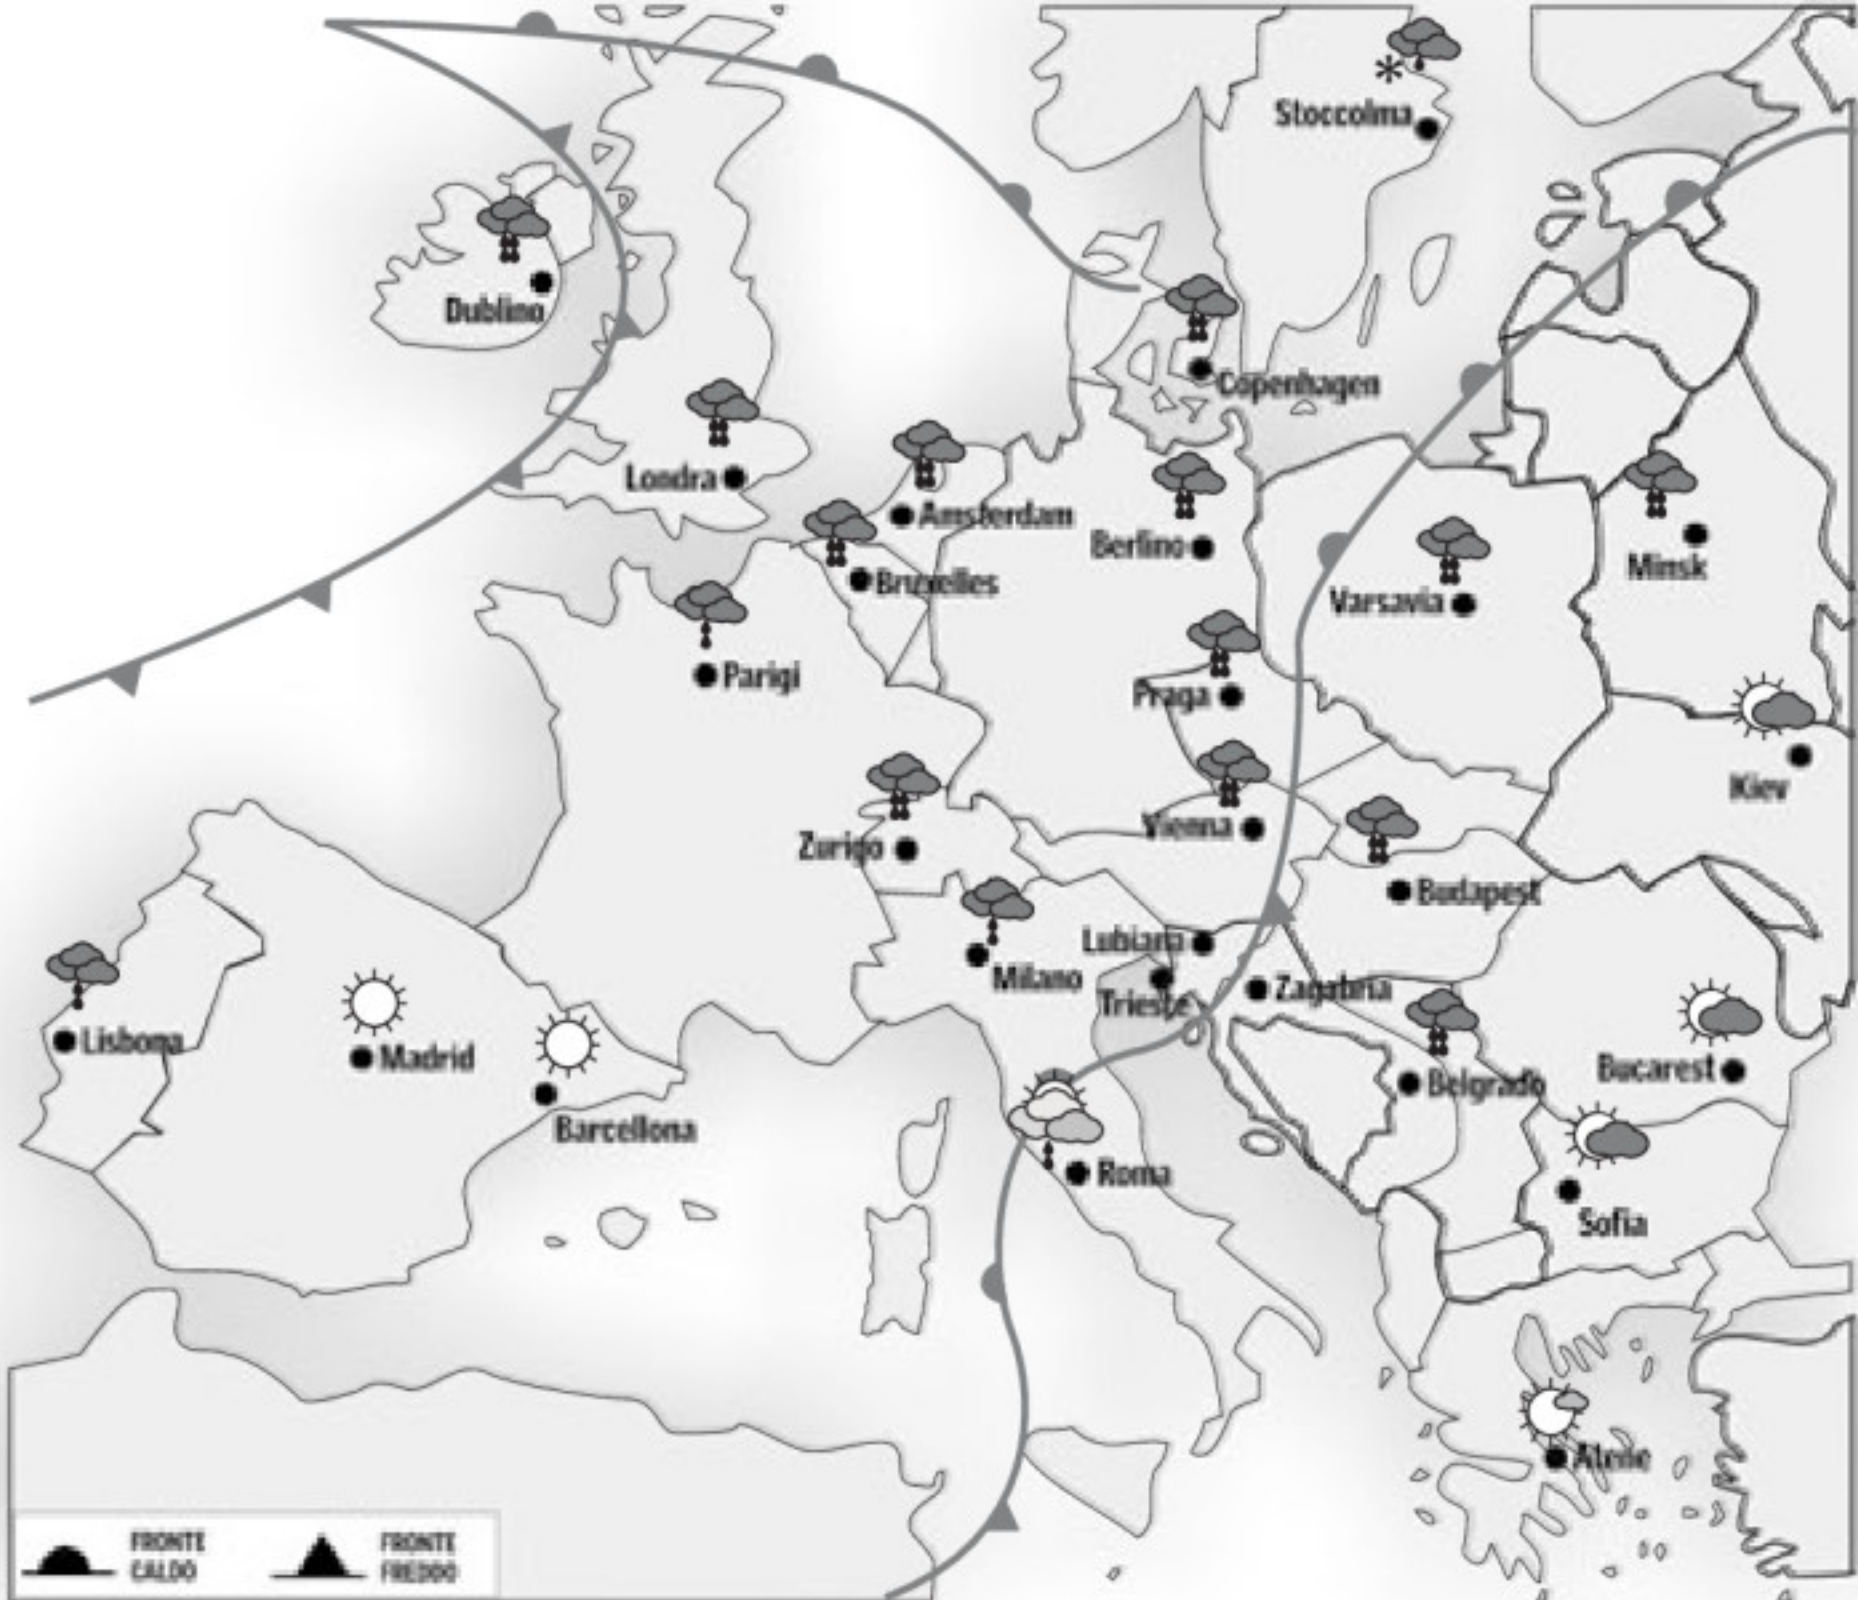 Stoccolma
Dublino
Copenhagen
Londra
Amsterdam
Berlino
Minsk
Bruxelles
Varsavia
Parigi
Praga
Kiev
Vienna
Zurigo
Budapest
Lubiana
Milano
Zagabria
Trieste
Lisbona
Madrid
Bucarest
Belgrado
Barcellona
Roma
Sofia
Atene
FRONTE
CALDO
FRONTE
FREDDO